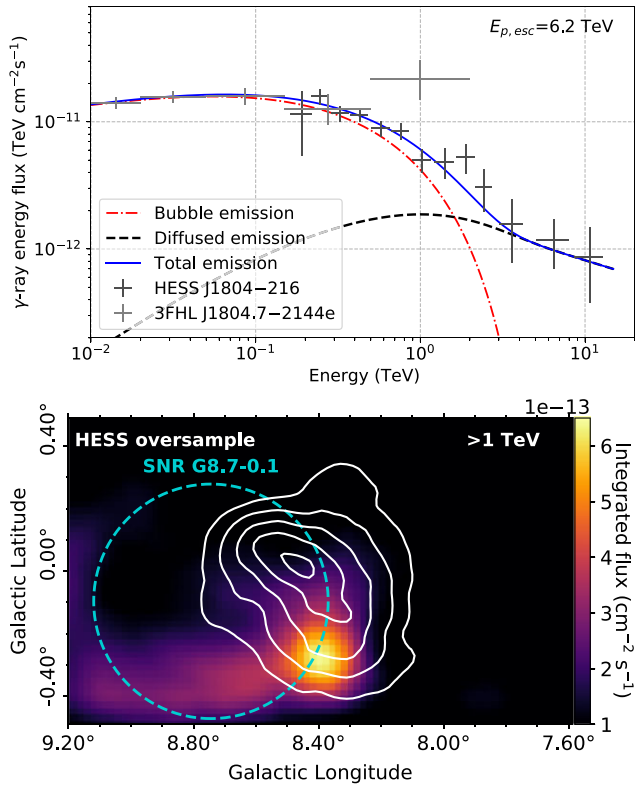 E_{p,esc}=6.2 TeV
γ-ray energy flux (TeV cm⁻²s⁻¹)
10⁻¹¹
10⁻¹²
Bubble emission
Diffused emission
Total emission
HESS J1804−216
3FHL J1804.7−2144e
10⁻² 10⁻¹ 10⁰ 10¹
Energy (TeV)
1e−13
HESS oversample >1 TeV
SNR G8.7-0.1
Galactic Latitude
0.40°
0.00°
-0.40°
9.20° 8.80° 8.40° 8.00° 7.60°
Galactic Longitude
6
5
4
3
2
1
Integrated flux (cm⁻² s⁻¹)